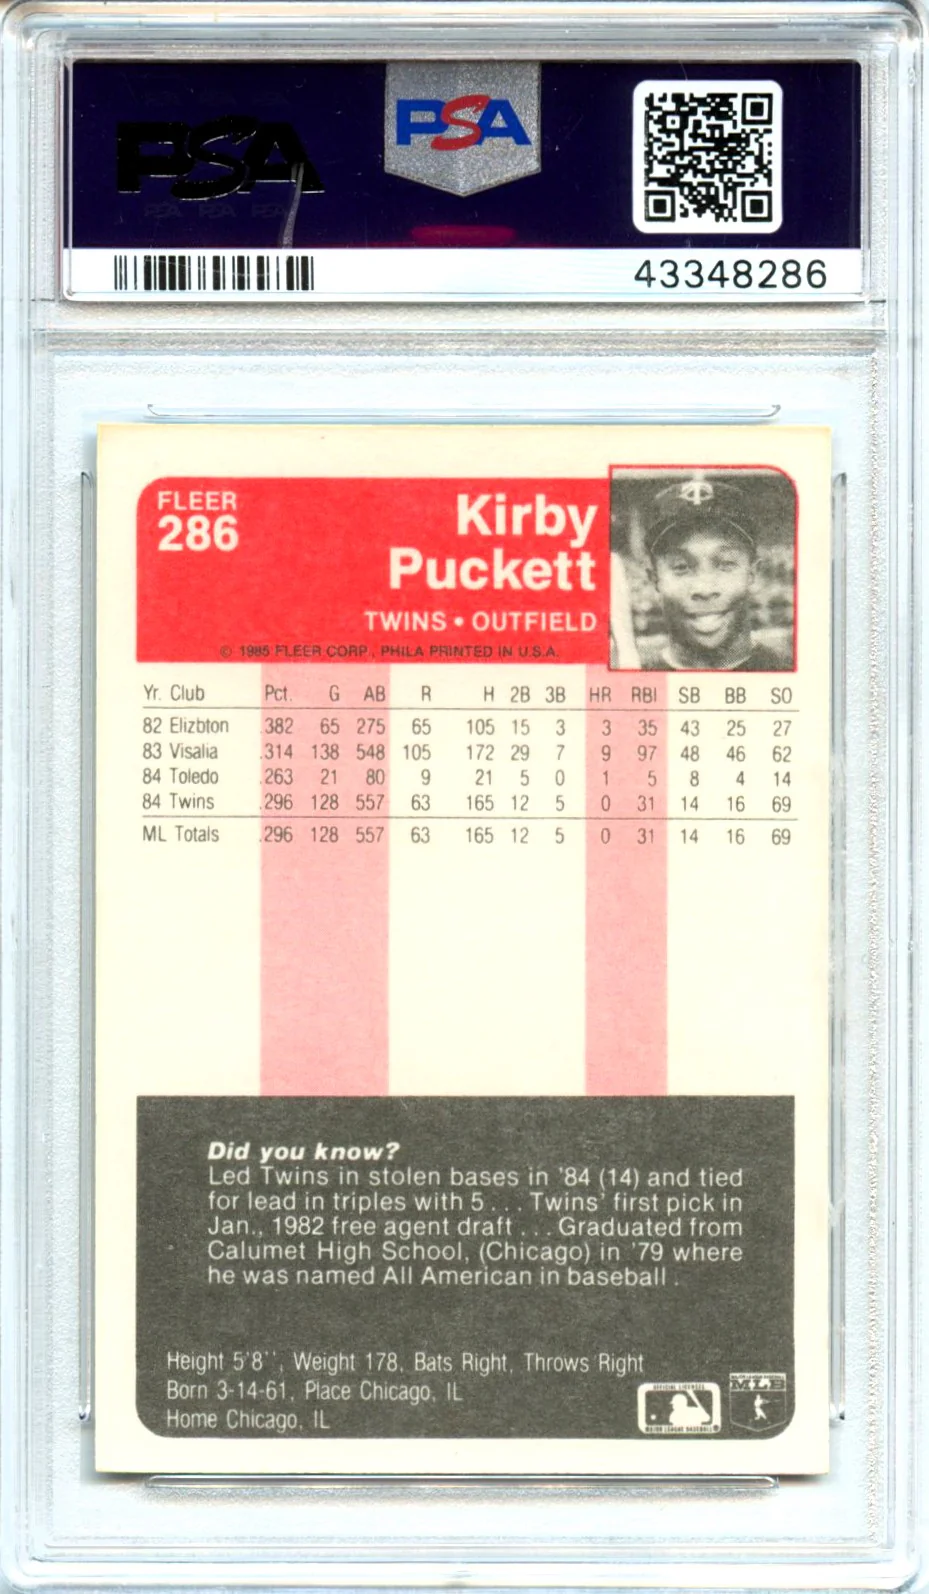 PSA PSA
PSA PSA PSA
43348286
FLEER
286
Kirby
Puckett
TWINS • OUTFIELD
© 1985 FLEER CORP., PHILA PRINTED IN U.S.A.
Yr. Club Pct. G AB R H 2B 3B HR RBI SB BB SO
82 Elizbton .382 65 275 65 105 15 3 3 35 43 25 27
83 Visalia .314 138 548 105 172 29 7 9 97 48 46 62
84 Toledo .263 21 80 9 21 5 0 1 5 8 4 14
84 Twins .296 128 557 63 165 12 5 0 31 14 16 69
ML Totals .296 128 557 63 165 12 5 0 31 14 16 69
Did you know?
Led Twins in stolen bases in '84 (14) and tied
for lead in triples with 5 . . . Twins' first pick in
Jan., 1982 free agent draft . . . Graduated from
Calumet High School, (Chicago) in '79 where
he was named All American in baseball .
Height 5'8'', Weight 178, Bats Right, Throws Right
Born 3-14-61, Place Chicago, IL
Home Chicago, IL
MLB